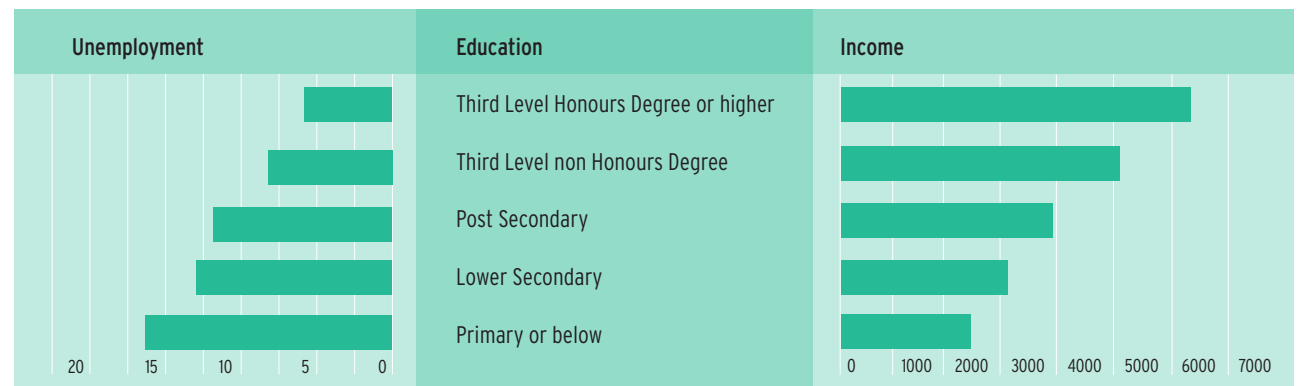 Unemployment Education Income
Third Level Honours Degree or higher
Third Level non Honours Degree
Post Secondary
Lower Secondary
Primary or below
20 15 10 5 0 0 1000 2000 3000 4000 5000 6000 7000